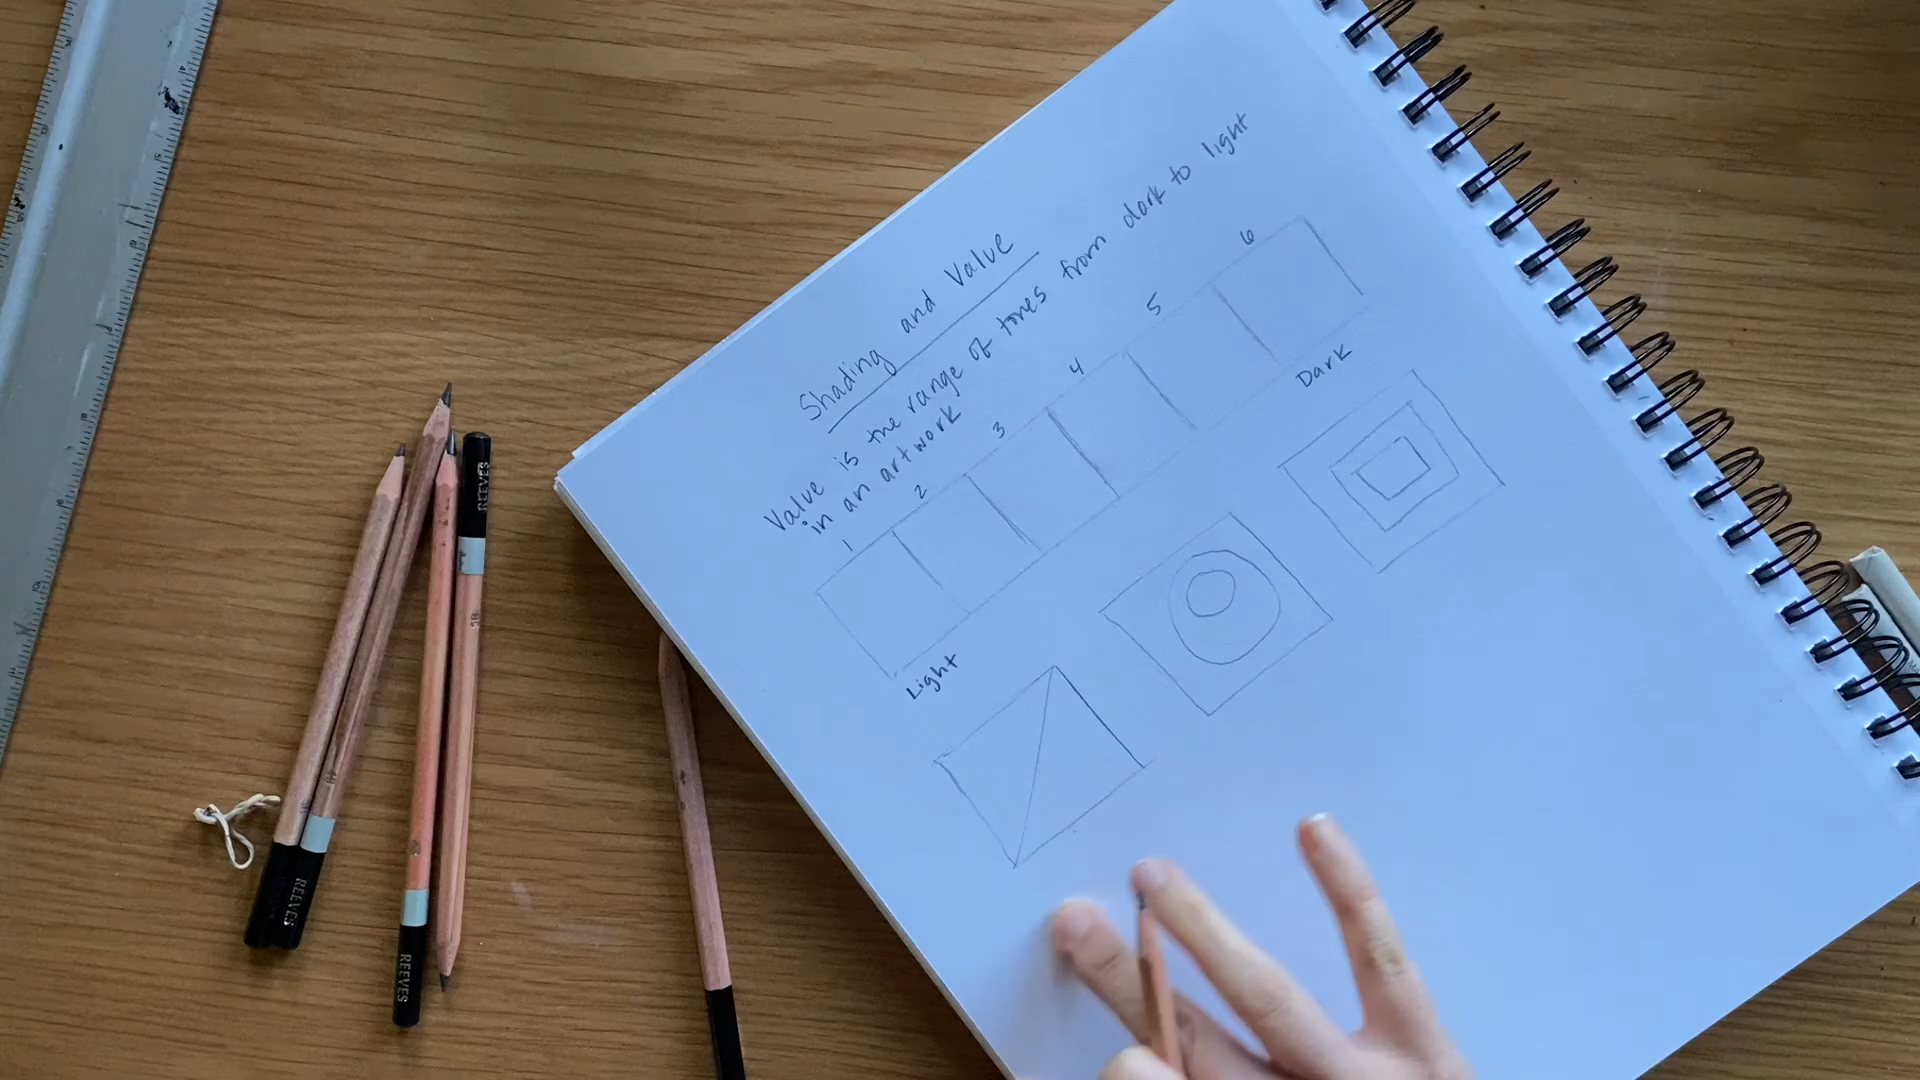 Shading and Value
Value is the range of tones from dark to light
in an artwork
1 2 3 4 5 6
Light Dark
REEVES
REEVES
REEVES
5B